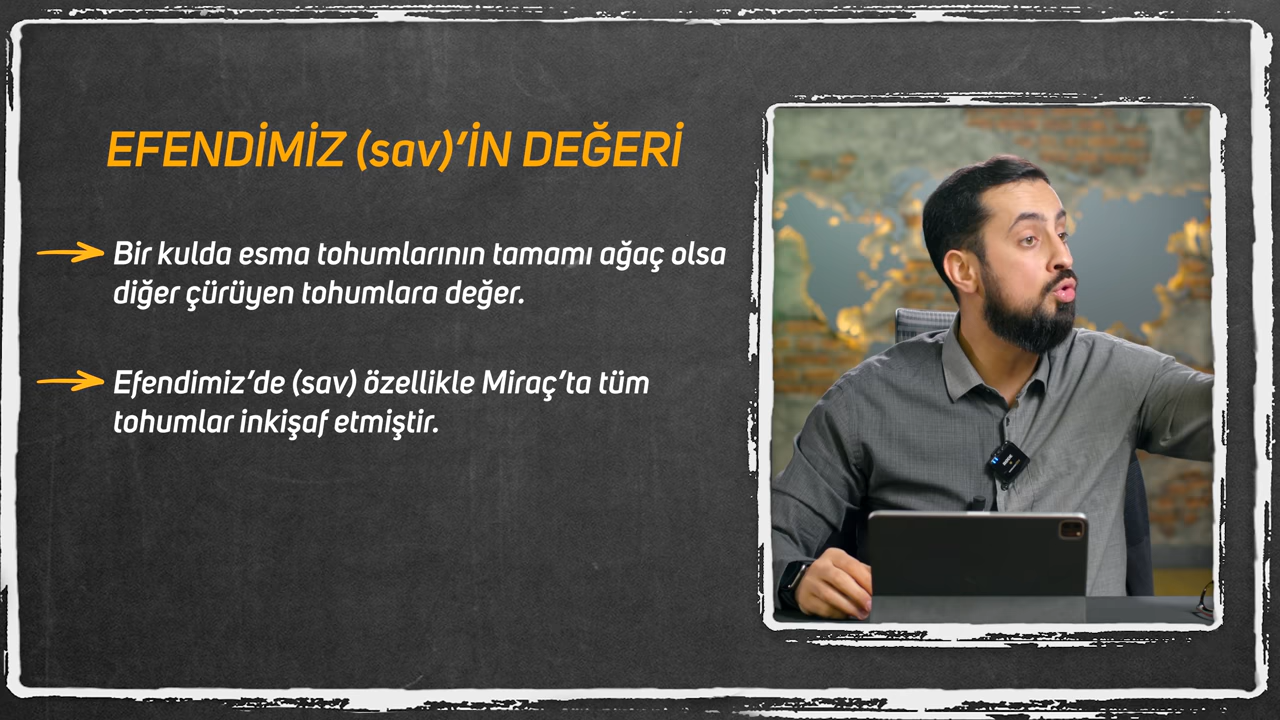 EFENDİMİZ (sav)‘İN DEĞERİ
Bir kulda esma tohumlarının tamamı ağaç olsa
diğer çürüyen tohumlara değer.
Efendimiz’de (sav) özellikle Miraç’ta tüm
tohumlar inkişaf etmiştir.